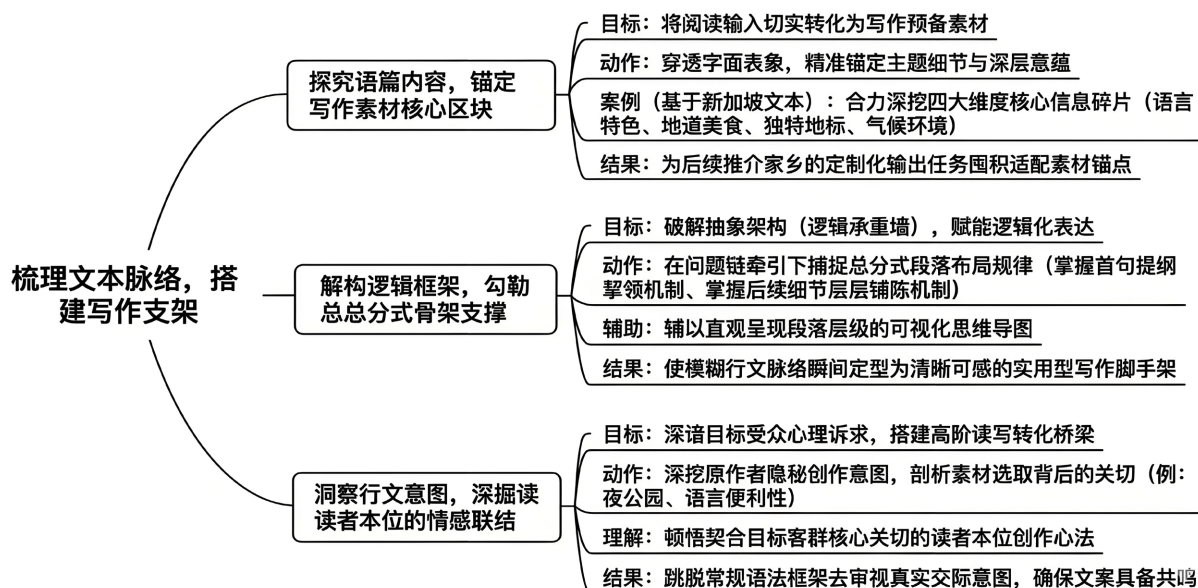 梳理文本脉络，搭
建写作支架
探究语篇内容，锚定
写作素材核心区块
目标：将阅读输入切实转化为写作预备素材
动作：穿透字面表象，精准锚定主题细节与深层意蕴
案例（基于新加坡文本）：合力深挖四大维度核心信息碎片（语言
特色、地道美食、独特地标、气候环境）
结果：为后续推介家乡的定制化输出任务囤积适配素材锚点
解构逻辑框架，勾勒
总总分式骨架支撑
目标：破解抽象架构（逻辑承重墙），赋能逻辑化表达
动作：在问题链牵引下捕捉总分式段落布局规律（掌握首句提纲
挈领机制、掌握后续细节层层铺陈机制）
辅助：辅以直观呈现段落层级的可视化思维导图
结果：使模糊行文脉络瞬间定型为清晰可感的实用型写作脚手架
洞察行文意图，深掘读
读者本位的情感联结
目标：深谙目标受众心理诉求，搭建高阶读写转化桥梁
动作：深挖原作者隐秘创作意图，剖析素材选取背后的关切（例：
夜公园、语言便利性）
理解：顿悟契合目标客群核心关切的读者本位创作心法
结果：跳脱常规语法框架去审视真实交际意图，确保文案具备共鸣